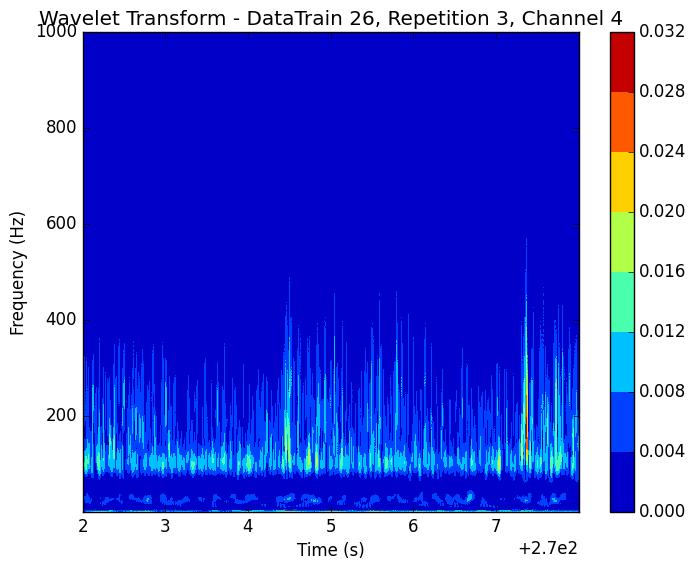 Wavelet Transform - DataTrain 26, Repetition 3, Channel 4
1000
800
600
400
200
Frequency (Hz)
2 3 4 5 6 7
Time (s)
+2.7e2
0.032
0.028
0.024
0.020
0.016
0.012
0.008
0.004
0.000